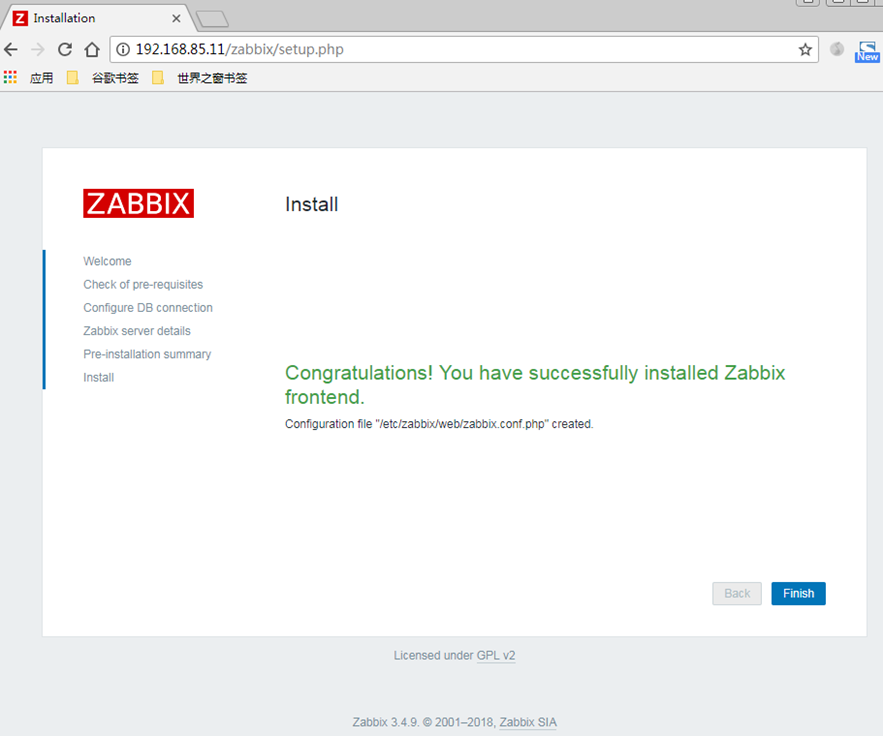 Installation
192.168.85.11/zabbix/setup.php
New
应用 谷歌书签 世界之窗书签
ZABBIX
Install
Welcome
Check of pre-requisites
Configure DB connection
Zabbix server details
Pre-installation summary
Install
Congratulations! You have successfully installed Zabbix
frontend.
Configuration file "/etc/zabbix/web/zabbix.conf.php" created.
Back Finish
Licensed under GPL v2
Zabbix 3.4.9. © 2001–2018, Zabbix SIA